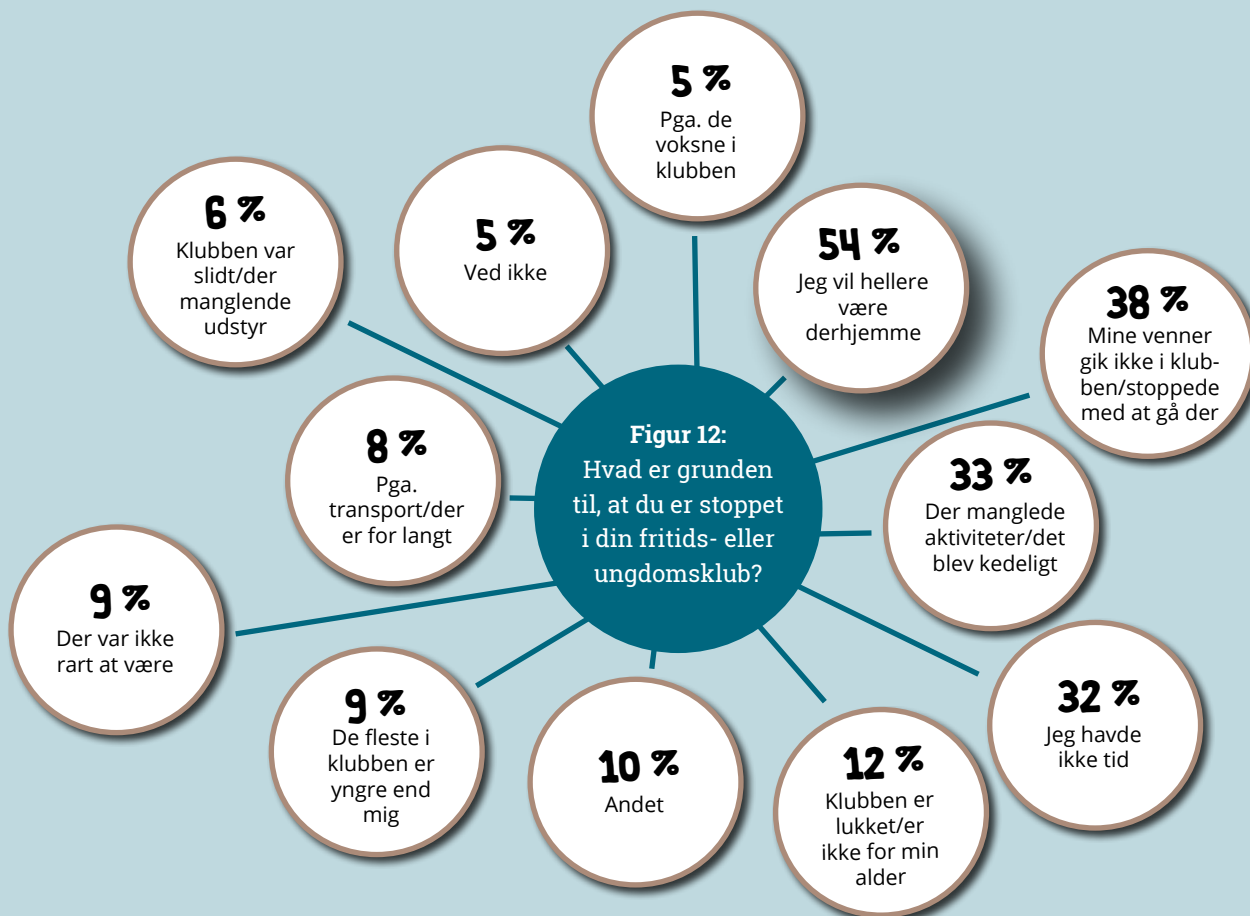 Figur 12:
Hvad er grunden
til, at du er stoppet
i din fritids- eller
ungdomsklub?
54 %
Jeg vil hellere
være
derhjemme
38 %
Mine venner
gik ikke i klub-
ben/stoppede
med at gå der
33 %
Der manglede
aktiviteter/det
blev kedeligt
32 %
Jeg havde
ikke tid
12 %
Klubben er
lukket/er
ikke for min
alder
10 %
Andet
9 %
De fleste i
klubben er
yngre end
mig
9 %
Der var ikke
rart at være
8 %
Pga.
transport/der
er for langt
6 %
Klubben var
slidt/der
manglende
udstyr
5 %
Ved ikke
5 %
Pga. de
voksne i
klubben